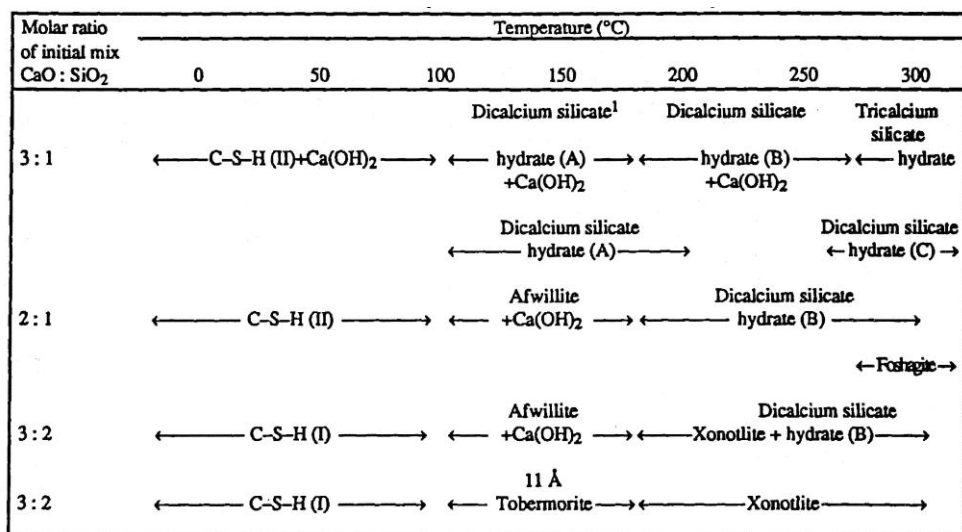 Molar ratio of initial mix CaO : SiO2
Temperature (°C)
0 50 100 150 200 250 300
Dicalcium silicate¹ Dicalcium silicate Tricalcium silicate
3 : 1 C–S–H (II)+Ca(OH)2 hydrate (A) hydrate (B) hydrate
+Ca(OH)2 +Ca(OH)2
Dicalcium silicate Dicalcium silicate
hydrate (A) hydrate (C)
Afwillite Dicalcium silicate
2 : 1 C–S–H (II) +Ca(OH)2 hydrate (B)
Foshagite
Afwillite Dicalcium silicate
3 : 2 C–S–H (I) +Ca(OH)2 Xonotlite + hydrate (B)
11 Å
3 : 2 C–S–H (I) Tobermorite Xonotlite